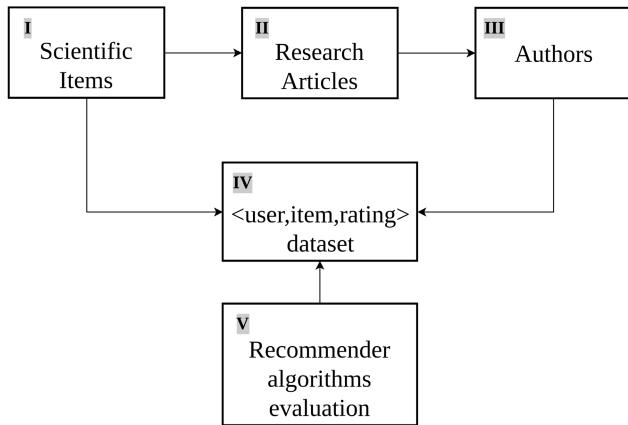 I
Scientific
Items
II
Research
Articles
III
Authors
IV
<user,item,rating>
dataset
V
Recommender
algorithms
evaluation